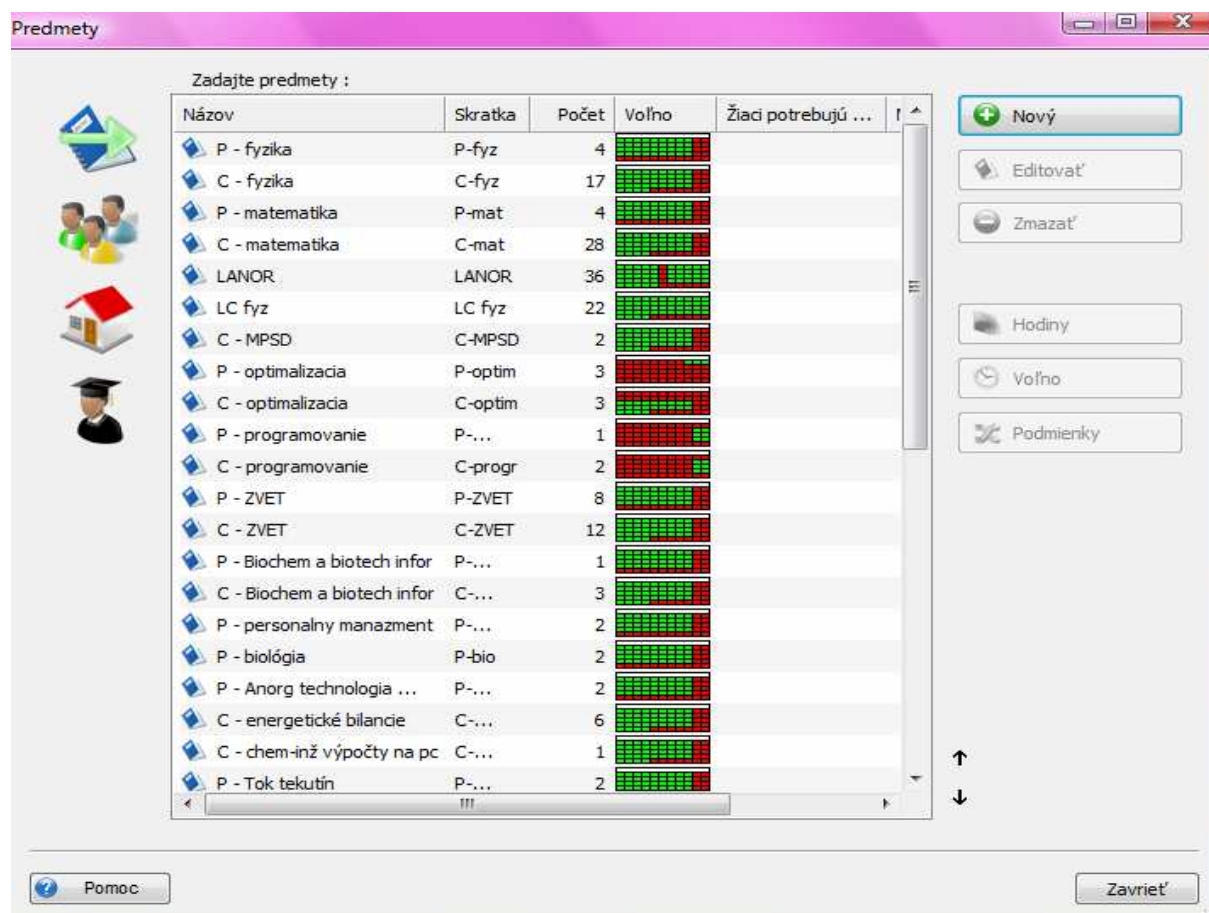 Predmety
Zadajte predmety :
Názov Skratka Počet Voľno Žiaci potrebujú ...
P - fyzika P-fyz 4
C - fyzika C-fyz 17
P - matematika P-mat 4
C - matematika C-mat 28
LANOR LANOR 36
LC fyz LC fyz 22
C - MPSD C-MPSD 2
P - optimalizacia P-optim 3
C - optimalizacia C-optim 3
P - programovanie P-... 1
C - programovanie C-progr 2
P - ZVET P-ZVET 8
C - ZVET C-ZVET 12
P - Biochem a biotech infor P-... 1
C - Biochem a biotech infor C-... 3
P - personalny manazment P-... 2
P - biológia P-bio 2
P - Anorg technologia ... P-... 2
C - energetické bilancie C-... 6
C - chem-inž výpočty na pc C-... 1
P - Tok tekutín P-... 2
Nový
Editovať
Zmazať
Hodiny
Voľno
Podmienky
Pomoc
Zavrieť